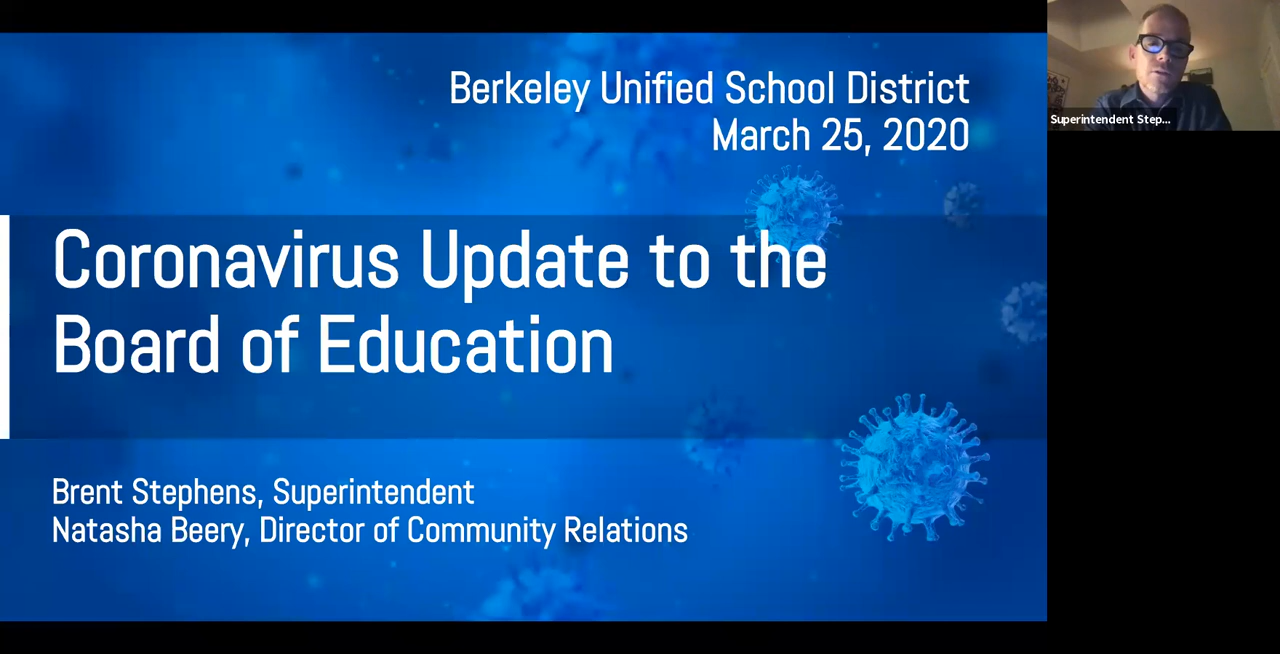 Berkeley Unified School District
March 25, 2020
Superintendent Step...
Coronavirus Update to the
Board of Education
Brent Stephens, Superintendent
Natasha Beery, Director of Community Relations